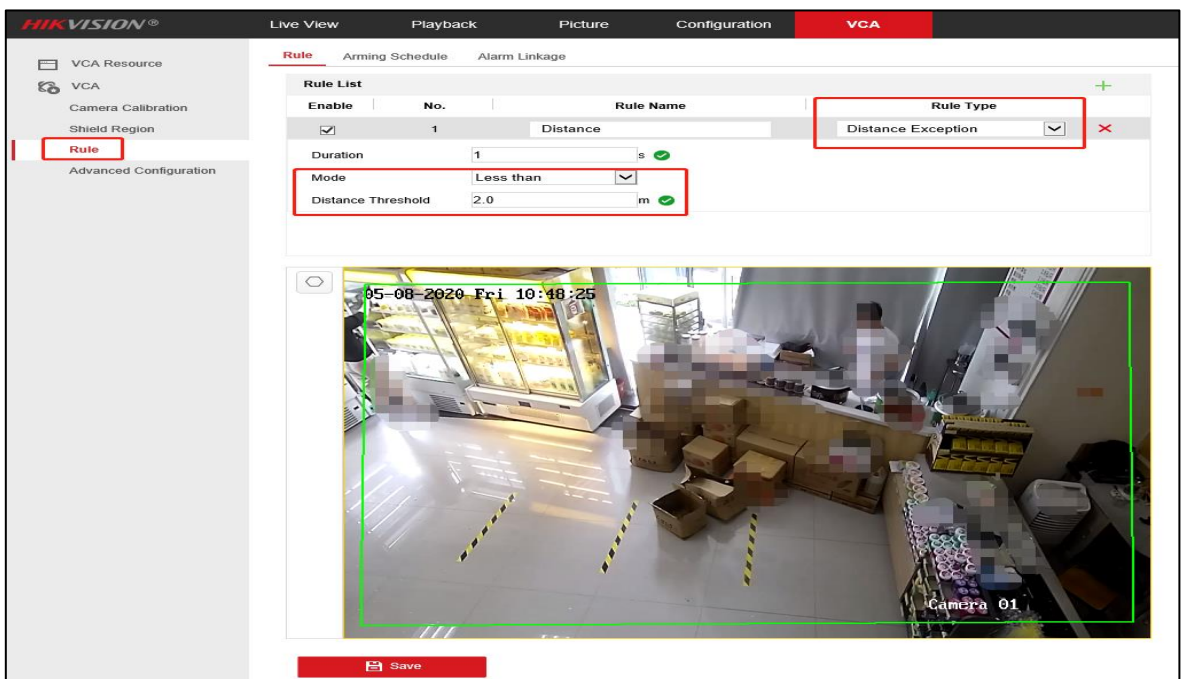 HIKVISION®
Live View Playback Picture Configuration VCA
VCA Resource
VCA
Camera Calibration
Shield Region
Rule
Advanced Configuration
Rule Arming Schedule Alarm Linkage
Rule List
Enable No. Rule Name Rule Type
1 Distance Distance Exception
Duration 1 s
Mode Less than
Distance Threshold 2.0 m
05-08-2020 Fri 10:48:25
Camera 01
Save